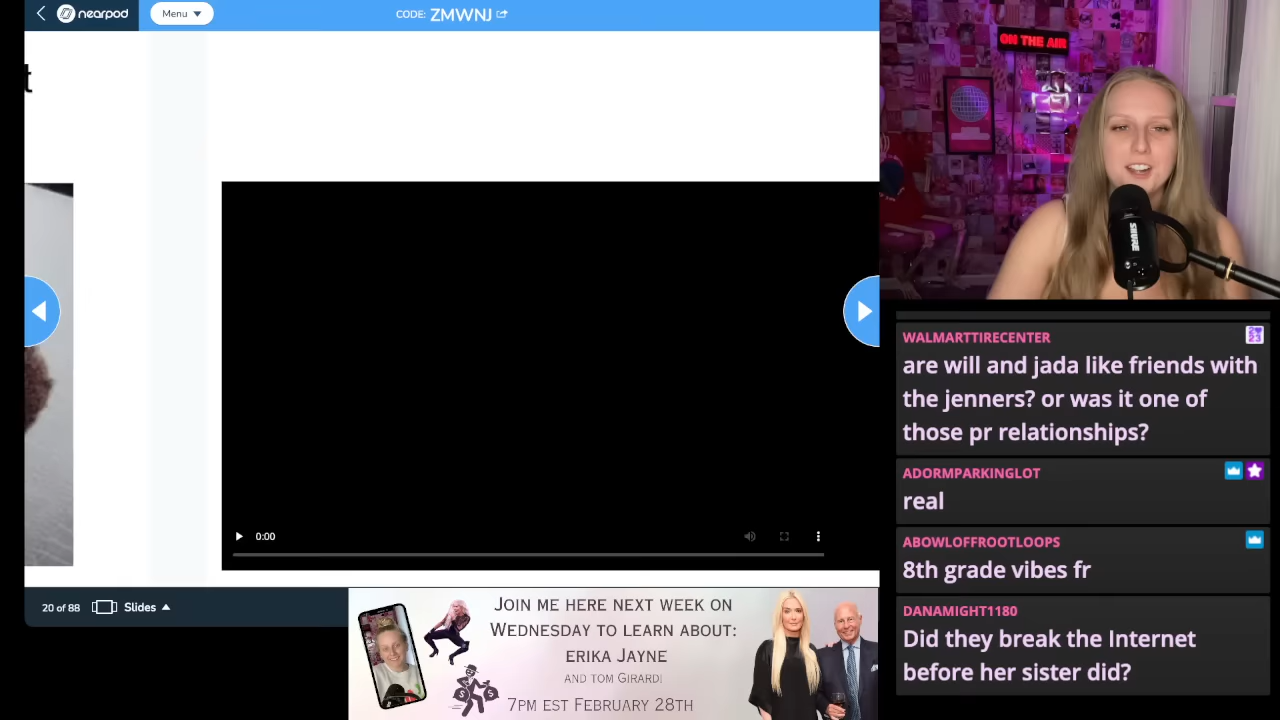 nearpod
Menu
CODE: ZMWNJ
t
0:00
20 of 88
Slides
JOIN ME HERE NEXT WEEK ON
WEDNESDAY TO LEARN ABOUT:
ERIKA JAYNE
AND TOM GIRARDI
7PM EST FEBRUARY 28TH
ON THE AIR
SHURE
WALMARTTIRECENTER
are will and jada like friends with
the jenners? or was it one of
those pr relationships?
ADORMPARKINGLOT
real
ABOWLOFFROOTLOOPS
8th grade vibes fr
DANAMIGHT1180
Did they break the Internet
before her sister did?